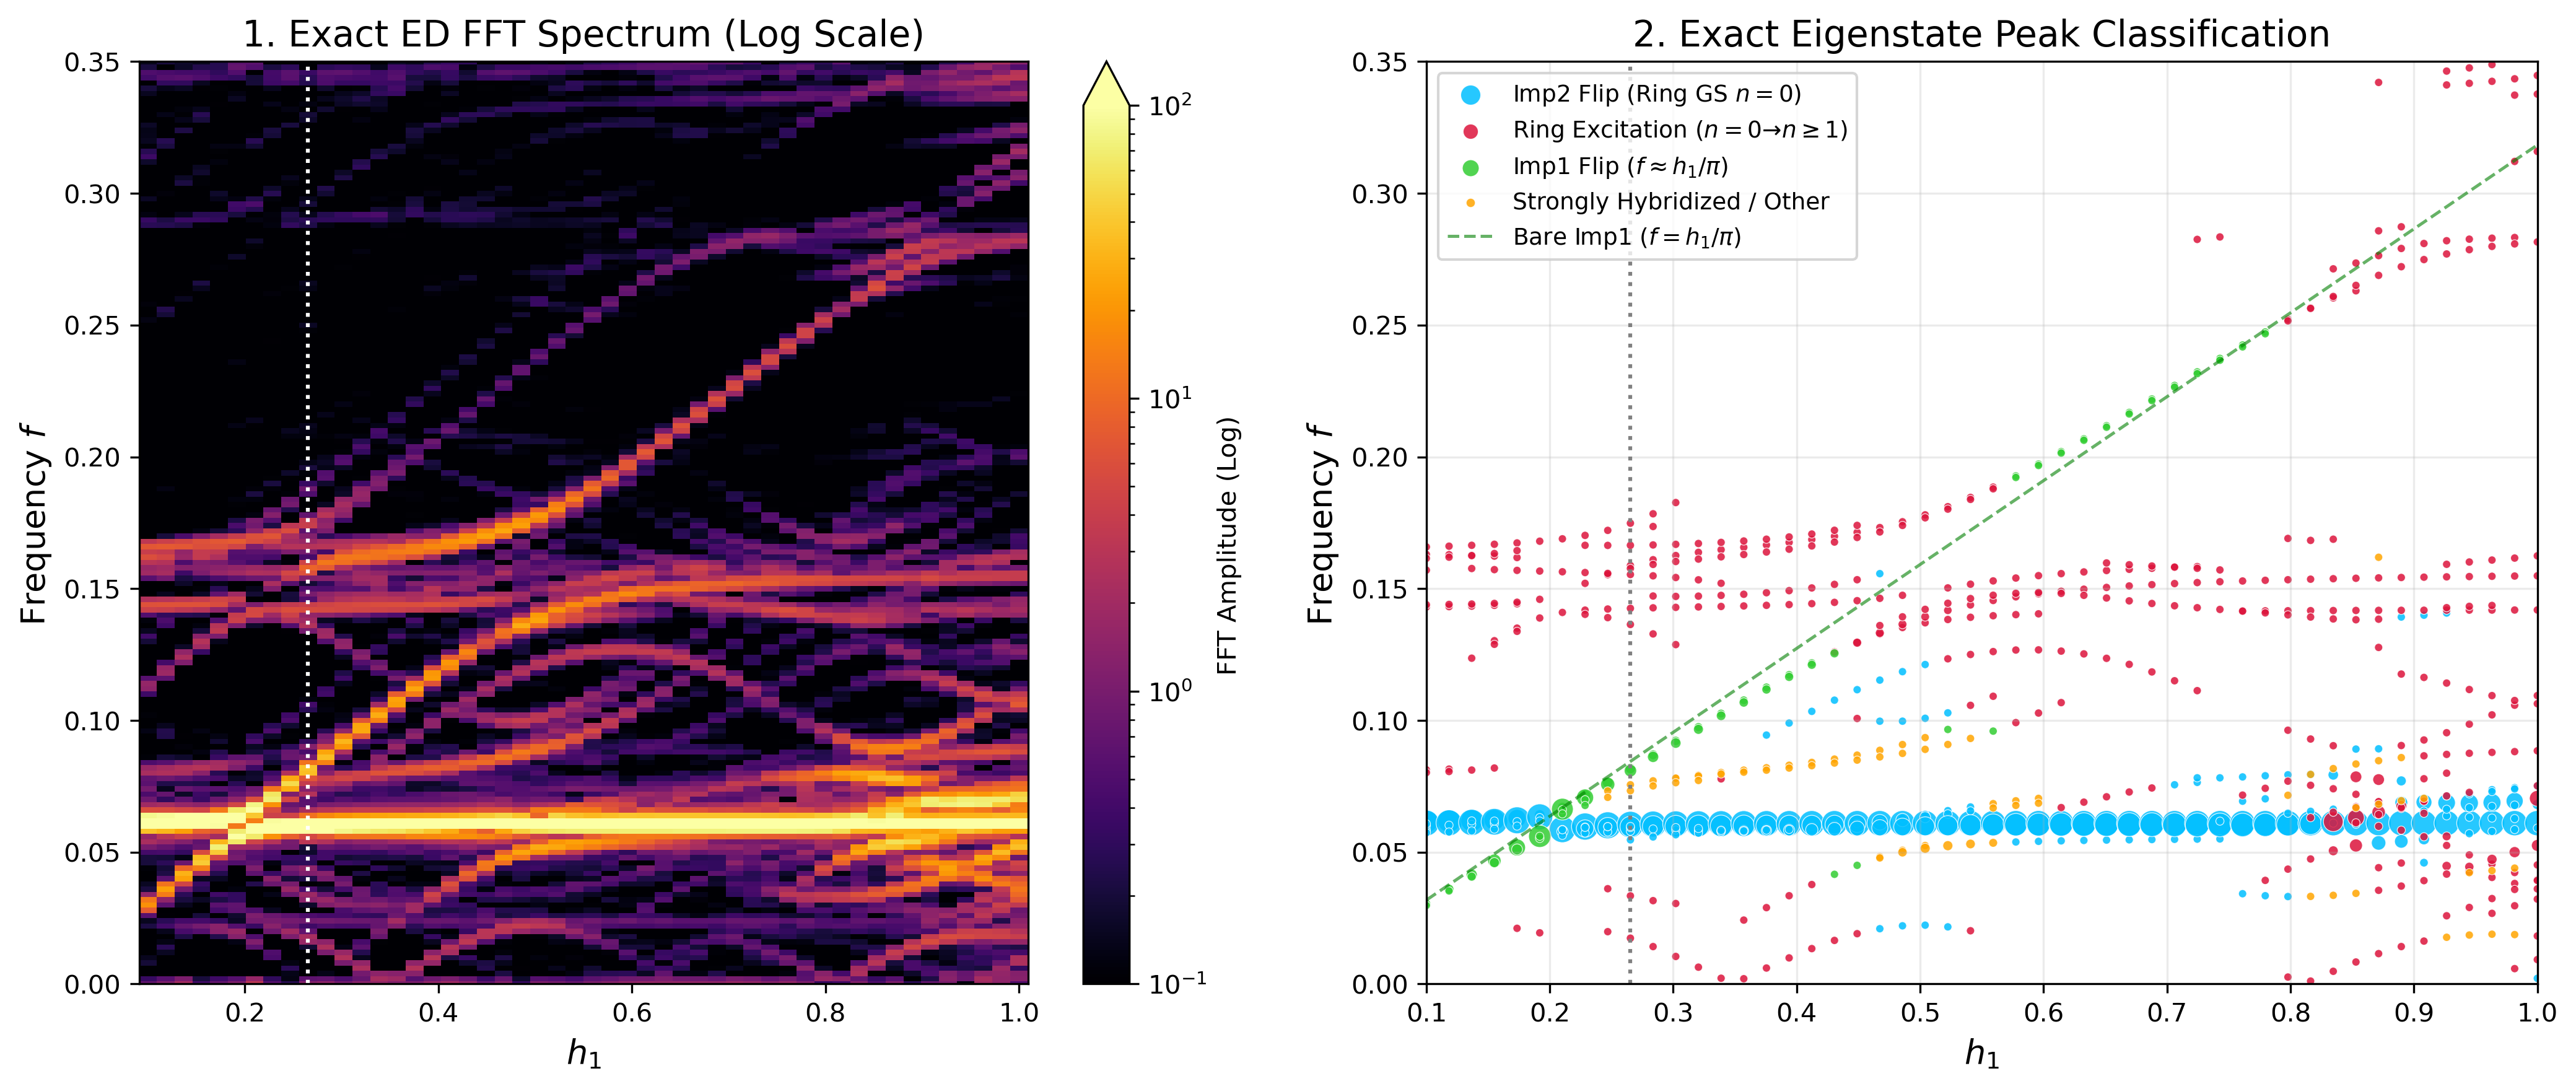 1. Exact ED FFT Spectrum (Log Scale)
Frequency f
0.35
0.30
0.25
0.20
0.15
0.10
0.05
0.00
0.2
0.4
0.6
0.8
1.0
h₁
10²
10¹
10⁰
10⁻¹
FFT Amplitude (Log)
2. Exact Eigenstate Peak Classification
Frequency f
0.35
0.30
0.25
0.20
0.15
0.10
0.05
0.00
Imp2 Flip (Ring GS n = 0)
Ring Excitation (n = 0→n ≥ 1)
Imp1 Flip (f ≈ h₁/π)
Strongly Hybridized / Other
Bare Imp1 (f = h₁/π)
0.1
0.2
0.3
0.4
0.5
0.6
0.7
0.8
0.9
1.0
h₁